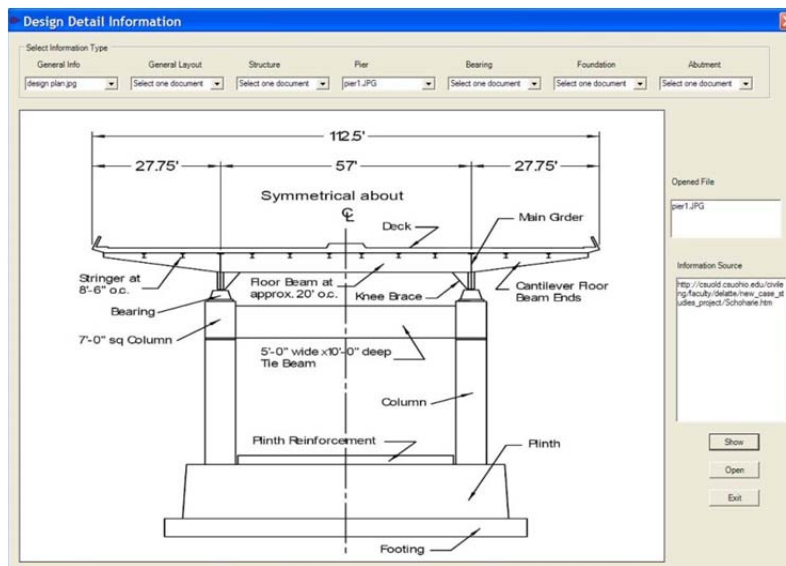 Design Detail Information
Select Information Type
General Info
General Layout
Structure
Pier
Bearing
Foundation
Abutment
design plan.jpg
Select one document
Select one document
pier1.JPG
Select one document
Select one document
Select one document
112.5'
27.75'
57'
27.75'
Symmetrical about
℄
Deck
Main Girder
Stringer at
8'-6" o.c.
Floor Beam at
approx. 20' o.c.
Knee Brace
Cantilever Floor
Beam Ends
Bearing
7'-0" sq Column
5'-0" wide x10'-0" deep
Tie Beam
Column
Plinth Reinforcement
Plinth
Footing
Opened File
pier1.JPG
Information Source
http://csuold.csuohio.edu/civile
ng/faculty/delatte/new_case_st
udies_project/Schoharie.htm
Show
Open
Exit